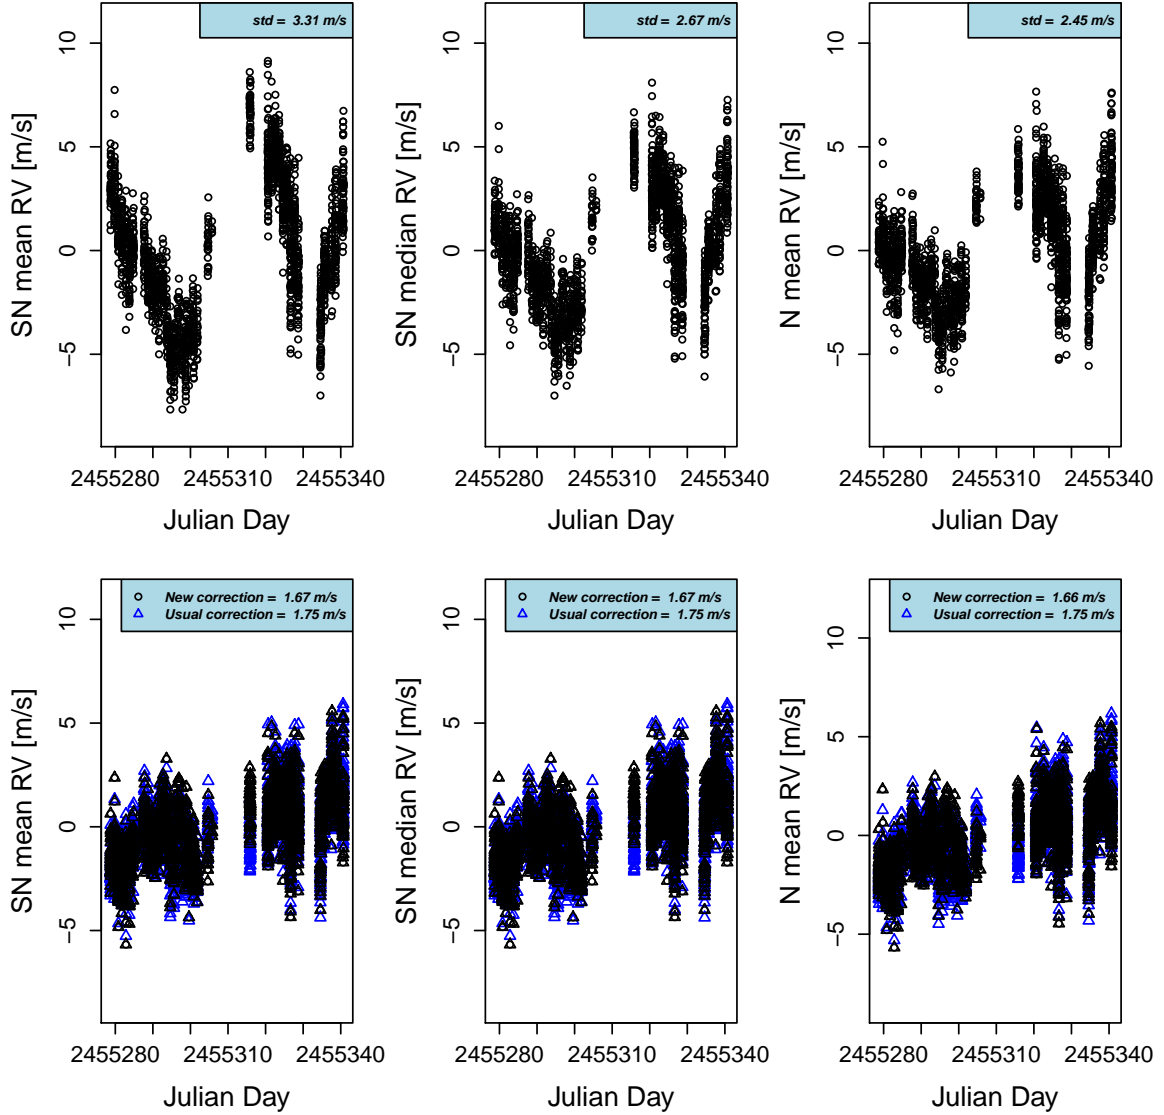 std = 3.31 m/s
10
5
0
−5
SN mean RV [m/s]
2455280 2455310 2455340
Julian Day
std = 2.67 m/s
10
5
0
−5
SN median RV [m/s]
2455280 2455310 2455340
Julian Day
std = 2.45 m/s
10
5
0
−5
N mean RV [m/s]
2455280 2455310 2455340
Julian Day
New correction = 1.67 m/s
Usual correction = 1.75 m/s
10
5
0
−5
SN mean RV [m/s]
2455280 2455310 2455340
Julian Day
New correction = 1.67 m/s
Usual correction = 1.75 m/s
10
5
0
−5
SN median RV [m/s]
2455280 2455310 2455340
Julian Day
New correction = 1.66 m/s
Usual correction = 1.75 m/s
10
5
0
−5
N mean RV [m/s]
2455280 2455310 2455340
Julian Day